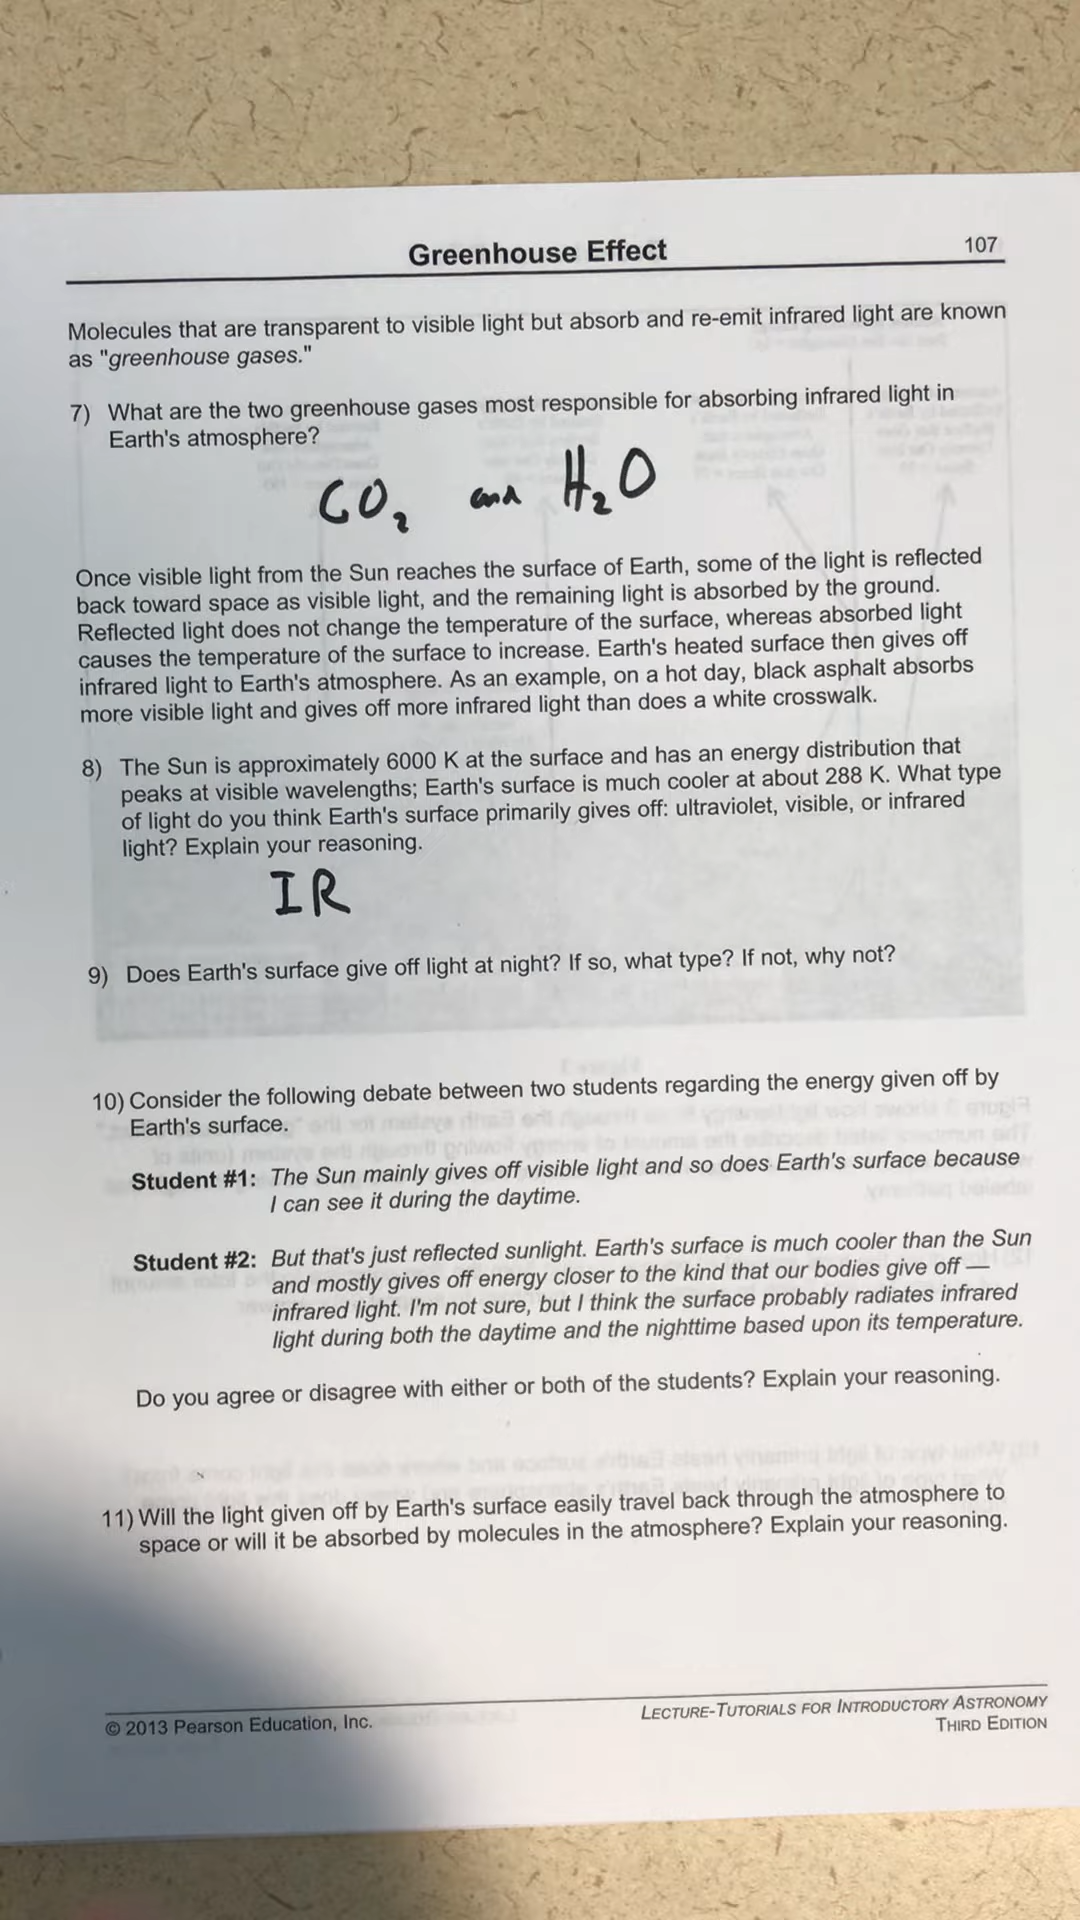 Greenhouse Effect
107
Molecules that are transparent to visible light but absorb and re-emit infrared light are known
as "greenhouse gases."
7) What are the two greenhouse gases most responsible for absorbing infrared light in
Earth's atmosphere?
CO₂ and H₂O
Once visible light from the Sun reaches the surface of Earth, some of the light is reflected
back toward space as visible light, and the remaining light is absorbed by the ground.
Reflected light does not change the temperature of the surface, whereas absorbed light
causes the temperature of the surface to increase. Earth's heated surface then gives off
infrared light to Earth's atmosphere. As an example, on a hot day, black asphalt absorbs
more visible light and gives off more infrared light than does a white crosswalk.
8) The Sun is approximately 6000 K at the surface and has an energy distribution that
peaks at visible wavelengths; Earth's surface is much cooler at about 288 K. What type
of light do you think Earth's surface primarily gives off: ultraviolet, visible, or infrared
light? Explain your reasoning.
IR
9) Does Earth's surface give off light at night? If so, what type? If not, why not?
10) Consider the following debate between two students regarding the energy given off by
Earth's surface.
Student #1: The Sun mainly gives off visible light and so does Earth's surface because
I can see it during the daytime.
Student #2: But that's just reflected sunlight. Earth's surface is much cooler than the Sun
and mostly gives off energy closer to the kind that our bodies give off —
infrared light. I'm not sure, but I think the surface probably radiates infrared
light during both the daytime and the nighttime based upon its temperature.
Do you agree or disagree with either or both of the students? Explain your reasoning.
11) Will the light given off by Earth's surface easily travel back through the atmosphere to
space or will it be absorbed by molecules in the atmosphere? Explain your reasoning.
© 2013 Pearson Education, Inc.
LECTURE-TUTORIALS FOR INTRODUCTORY ASTRONOMY
THIRD EDITION